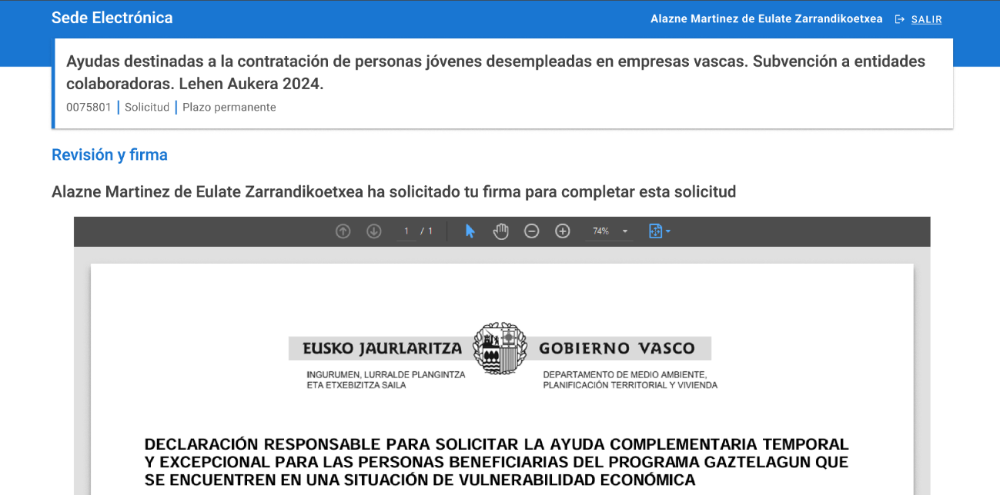 Sede Electrónica
Alazne Martinez de Eulate Zarrandikoetxea SALIR
Ayudas destinadas a la contratación de personas jóvenes desempleadas en empresas vascas. Subvención a entidades
colaboradoras. Lehen Aukera 2024.
0075801 | Solicitud | Plazo permanente
Revisión y firma
Alazne Martinez de Eulate Zarrandikoetxea ha solicitado tu firma para completar esta solicitud
1 / 1 74%
EUSKO JAURLARITZA GOBIERNO VASCO
INGURUMEN, LURRALDE PLANGINTZA
ETA ETXEBIZITZA SAILA
DEPARTAMENTO DE MEDIO AMBIENTE,
PLANIFICACIÓN TERRITORIAL Y VIVIENDA
DECLARACIÓN RESPONSABLE PARA SOLICITAR LA AYUDA COMPLEMENTARIA TEMPORAL
Y EXCEPCIONAL PARA LAS PERSONAS BENEFICIARIAS DEL PROGRAMA GAZTELAGUN QUE
SE ENCUENTREN EN UNA SITUACIÓN DE VULNERABILIDAD ECONÓMICA